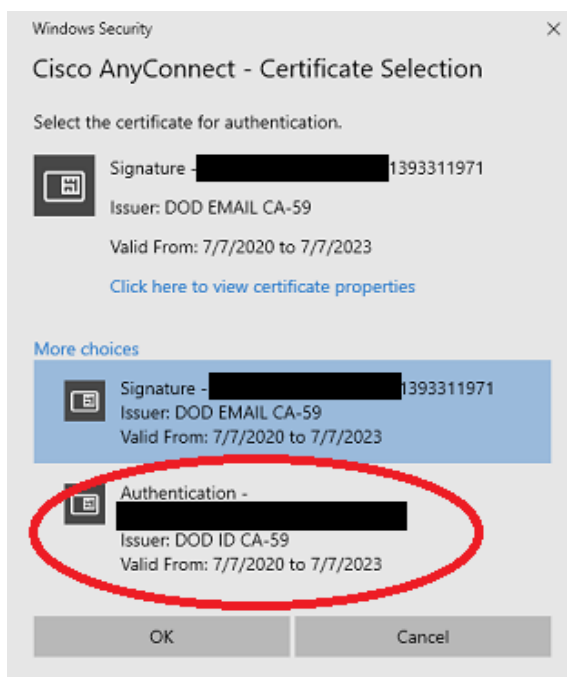 Windows Security
Cisco AnyConnect - Certificate Selection
Select the certificate for authentication.
Signature - 1393311971
Issuer: DOD EMAIL CA-59
Valid From: 7/7/2020 to 7/7/2023
Click here to view certificate properties
More choices
Signature - 1393311971
Issuer: DOD EMAIL CA-59
Valid From: 7/7/2020 to 7/7/2023
Authentication -
Issuer: DOD ID CA-59
Valid From: 7/7/2020 to 7/7/2023
OK
Cancel